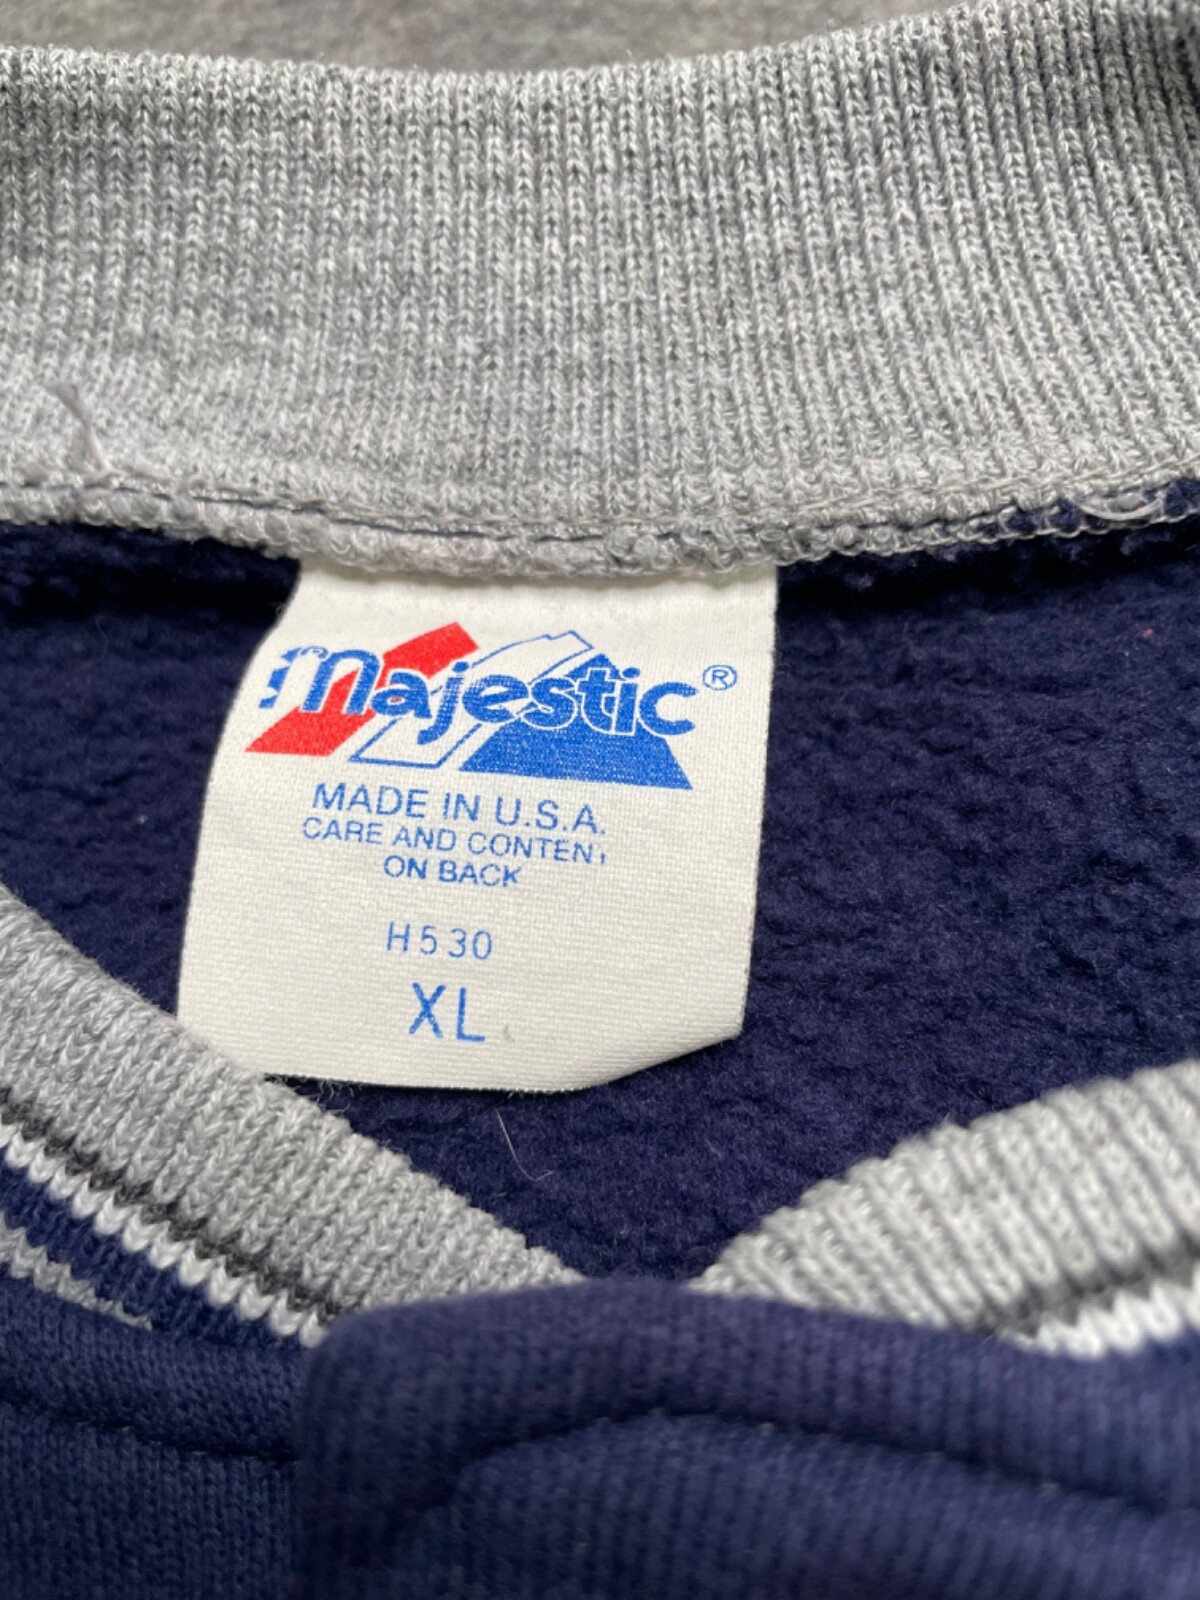 Majestic®
MADE IN U.S.A.
CARE AND CONTENT
ON BACK
H530
XL